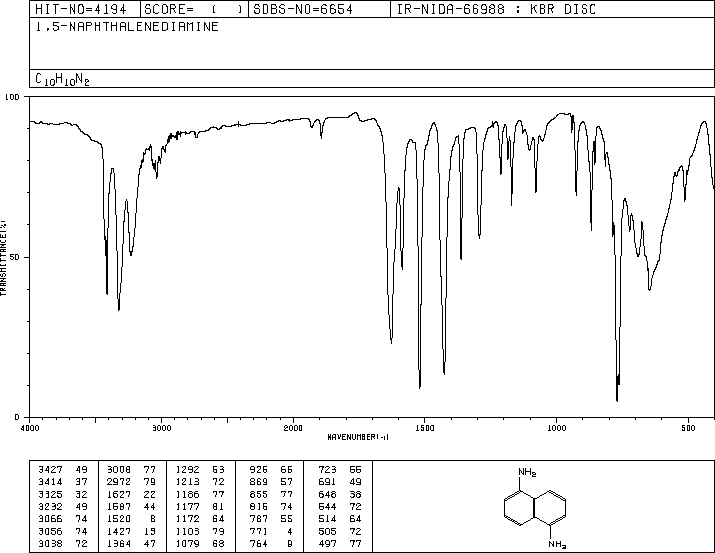 HIT-NO=4194 SCORE= ( ) SDBS-NO=6654 IR-NIDA-66988 : KBR DISC
1,5-NAPHTHALENEDIAMINE
C10H10N2
100
50
0
TRANSMITTANCE(%)
4000 3000 2000 1500 1000 500
WAVENUMBER(-1)
3427 49 3008 77 1292 53 926 66 723 55
3414 37 2972 79 1213 72 869 57 691 49
3325 32 1627 22 1186 77 855 77 648 38
3232 49 1587 44 1177 81 816 74 544 72
3066 74 1520 8 1172 64 787 55 514 64
3056 74 1427 13 1103 79 771 4 505 72
3038 72 1364 47 1079 68 764 9 497 77
NH2
NH2